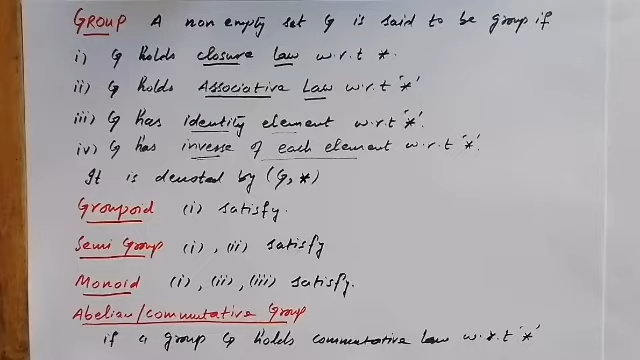 GROUP A non empty set G is said to be group if
i) G holds closure law w.r.t *.
ii) G holds Associative Law w.r.t '*'
iii) G has identity element w.r.t '*'.
iv) G has inverse of each element w.r.t '*'.
It is denoted by (G, *)
Groupoid (i) satisfy.
Semi Group (i), (ii) satisfy
Monoid (i), (ii), (iii) satisfy.
Abelian/commutative Group
if a group G holds commutative law w.r.t '*'